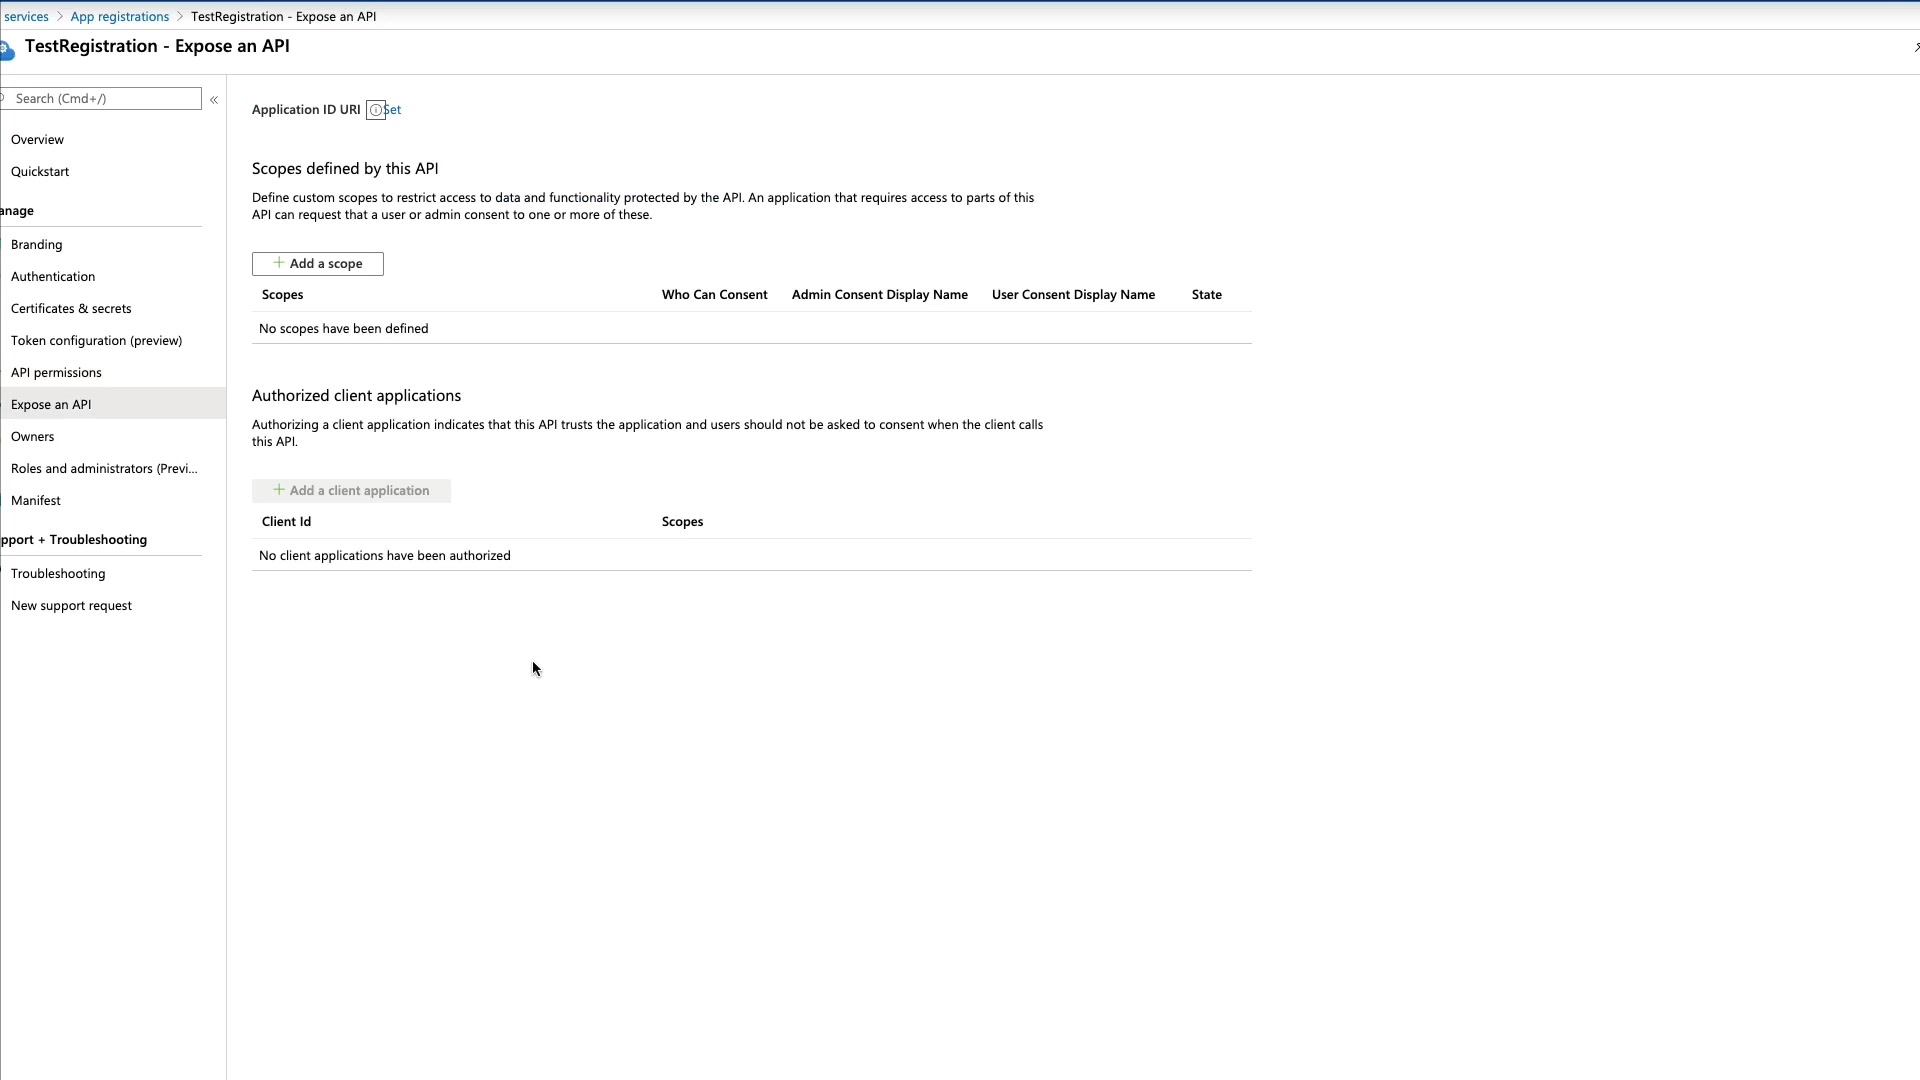 services > App registrations > TestRegistration - Expose an API
TestRegistration - Expose an API
Search (Cmd+/)
«
Overview
Quickstart
anage
Branding
Authentication
Certificates & secrets
Token configuration (preview)
API permissions
Expose an API
Owners
Roles and administrators (Previ...
Manifest
pport + Troubleshooting
Troubleshooting
New support request
Application ID URI Set
Scopes defined by this API
Define custom scopes to restrict access to data and functionality protected by the API. An application that requires access to parts of this
API can request that a user or admin consent to one or more of these.
+ Add a scope
Scopes Who Can Consent Admin Consent Display Name User Consent Display Name State
No scopes have been defined
Authorized client applications
Authorizing a client application indicates that this API trusts the application and users should not be asked to consent when the client calls
this API.
+ Add a client application
Client Id Scopes
No client applications have been authorized